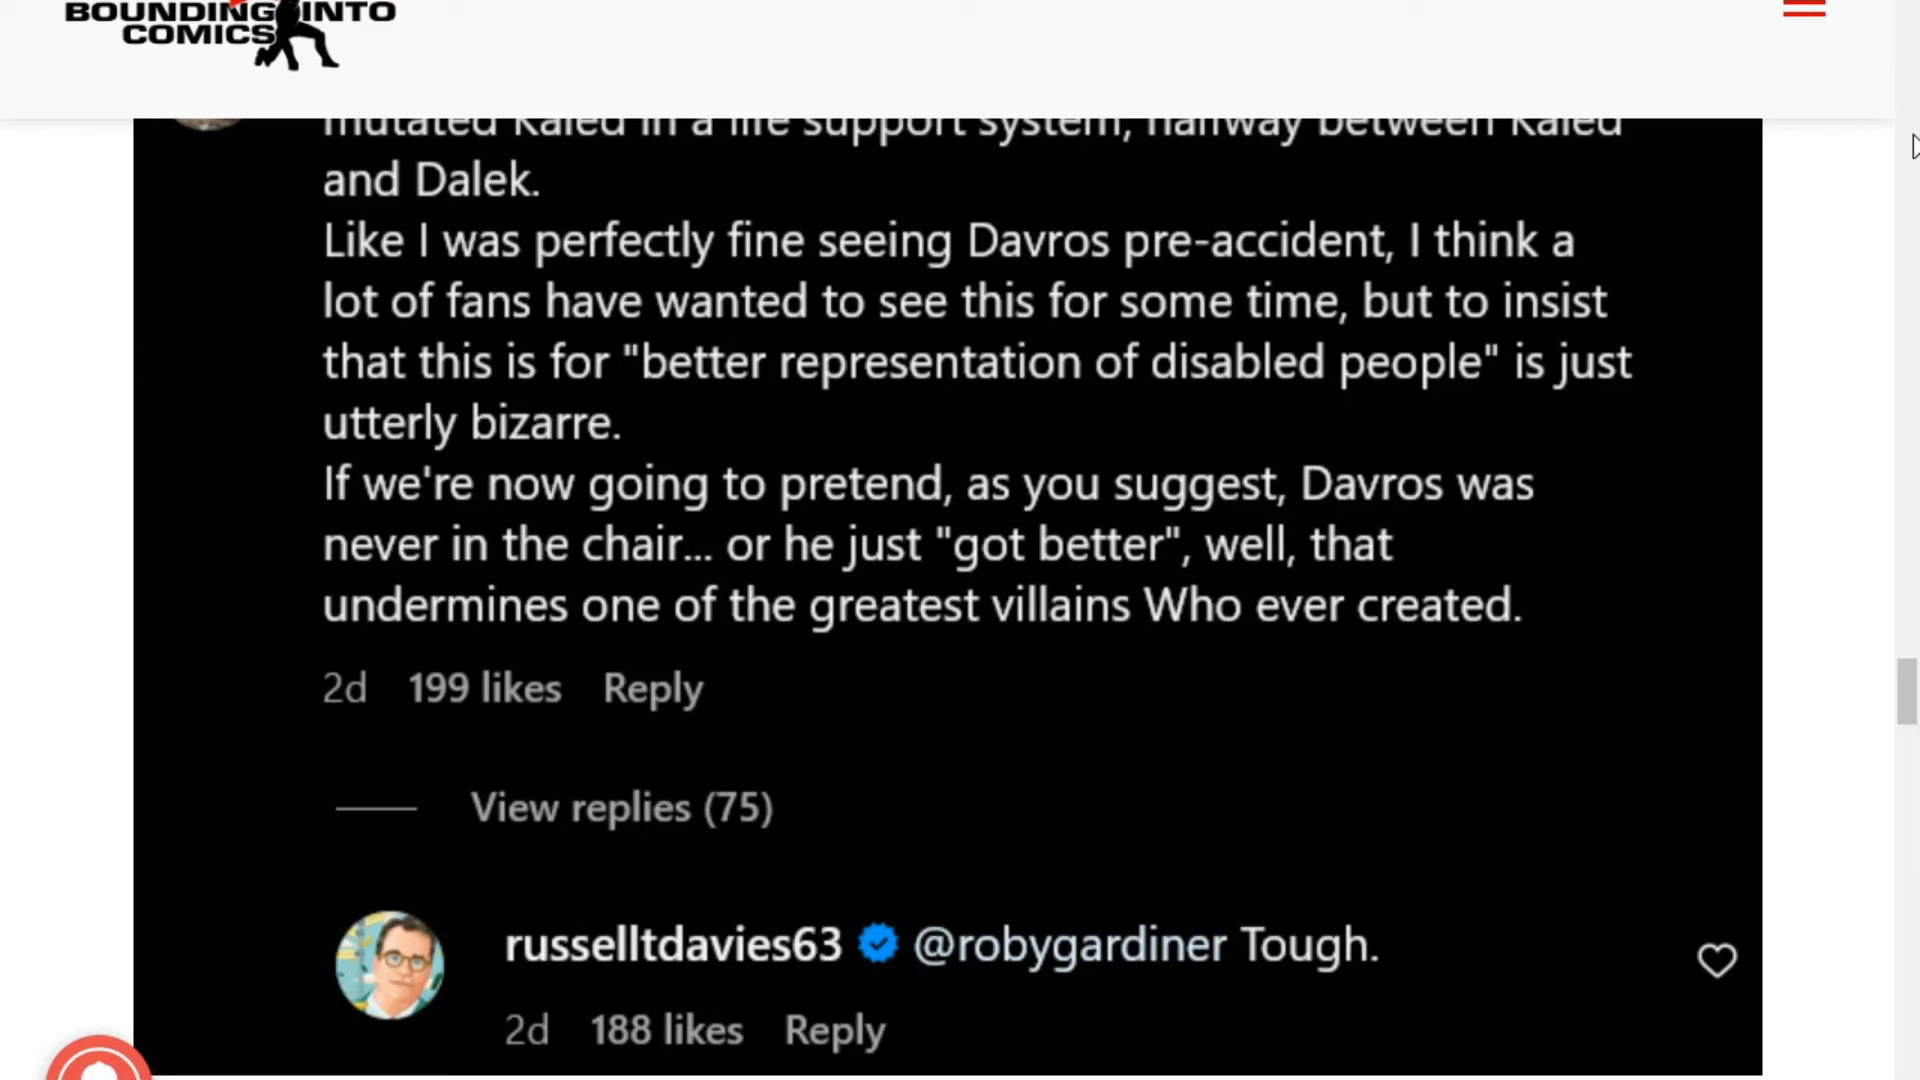 BOUNDING INTO
COMICS
mutated Kaled in a life support system, halfway between Kaled
and Dalek.
Like I was perfectly fine seeing Davros pre-accident, I think a
lot of fans have wanted to see this for some time, but to insist
that this is for "better representation of disabled people" is just
utterly bizarre.
If we're now going to pretend, as you suggest, Davros was
never in the chair... or he just "got better", well, that
undermines one of the greatest villains Who ever created.
2d 199 likes Reply
View replies (75)
russelltdavies63 @robygardiner Tough.
2d 188 likes Reply